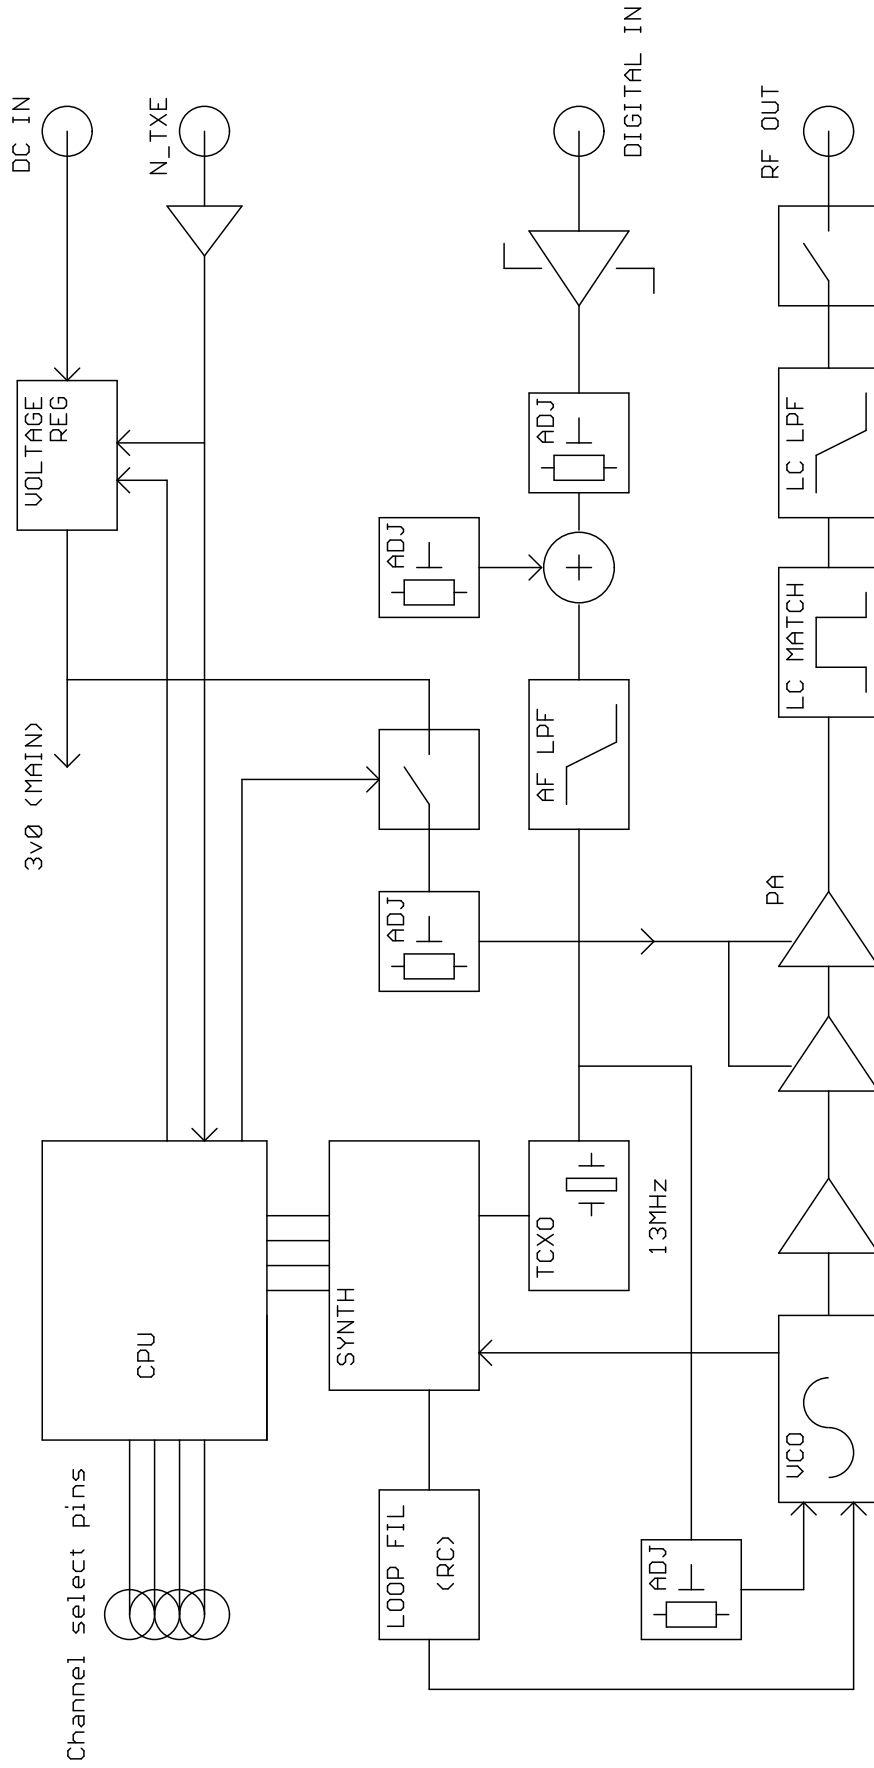 Channel select pins
CPU
3v0 (MAIN)
VOLTAGE
REG
DC IN
N_TXE
LOOP FIL
(RC)
SYNTH
ADJ
ADJ
TCXO
13MHz
AF LPF
ADJ
DIGITAL IN
ADJ
VCO
PA
LC MATCH
LC LPF
RF OUT